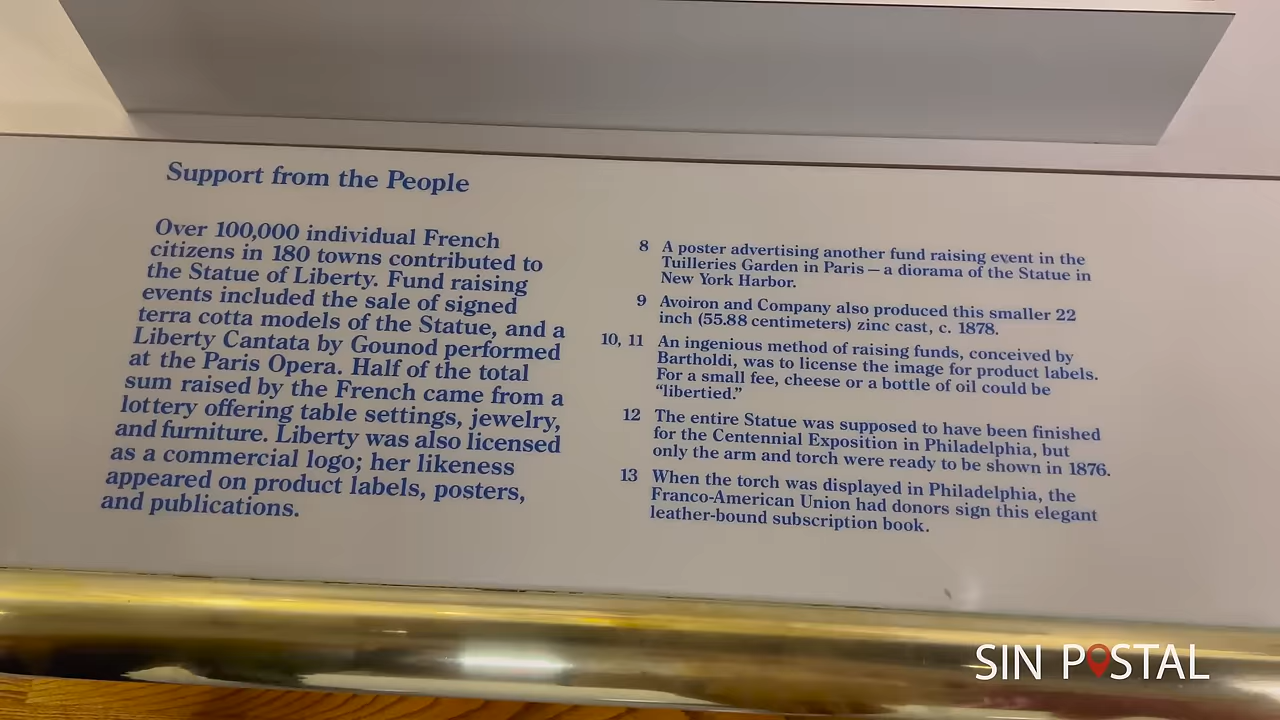 Support from the People
Over 100,000 individual French
citizens in 180 towns contributed to
the Statue of Liberty. Fund raising
events included the sale of signed
terra cotta models of the Statue, and a
Liberty Cantata by Gounod performed
at the Paris Opera. Half of the total
sum raised by the French came from a
lottery offering table settings, jewelry,
and furniture. Liberty was also licensed
as a commercial logo; her likeness
appeared on product labels, posters,
and publications.
8 A poster advertising another fund raising event in the
Tuilleries Garden in Paris – a diorama of the Statue in
New York Harbor.
9 Avoiron and Company also produced this smaller 22
inch (55.88 centimeters) zinc cast, c. 1878.
10, 11 An ingenious method of raising funds, conceived by
Bartholdi, was to license the image for product labels.
For a small fee, cheese or a bottle of oil could be
“libertied.”
12 The entire Statue was supposed to have been finished
for the Centennial Exposition in Philadelphia, but
only the arm and torch were ready to be shown in 1876.
13 When the torch was displayed in Philadelphia, the
Franco-American Union had donors sign this elegant
leather-bound subscription book.
SIN POSTAL